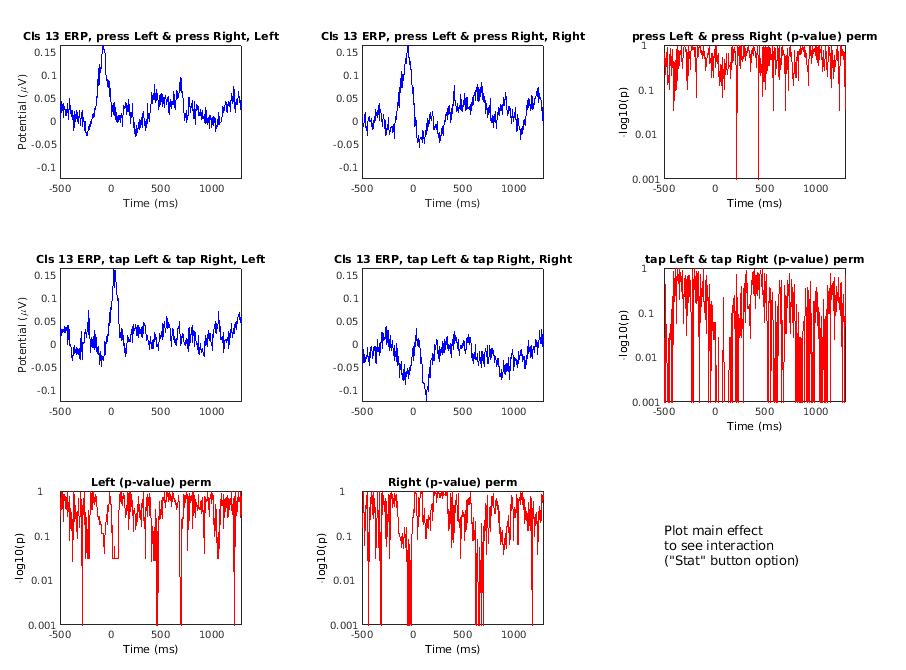 Cls 13 ERP, press Left & press Right, Left
Cls 13 ERP, press Left & press Right, Right
press Left & press Right (p-value) perm
0.15
0.1
0.05
0
-0.05
-0.1
Potential (μV)
-500 0 500 1000
Time (ms)
0.15
0.1
0.05
0
-0.05
-0.1
-500 0 500 1000
Time (ms)
1
0.1
0.01
0.001
-log10(p)
-500 0 500 1000
Time (ms)
Cls 13 ERP, tap Left & tap Right, Left
Cls 13 ERP, tap Left & tap Right, Right
tap Left & tap Right (p-value) perm
0.15
0.1
0.05
0
-0.05
-0.1
Potential (μV)
-500 0 500 1000
Time (ms)
0.15
0.1
0.05
0
-0.05
-0.1
-500 0 500 1000
Time (ms)
1
0.1
0.01
0.001
-log10(p)
-500 0 500 1000
Time (ms)
Left (p-value) perm
Right (p-value) perm
1
0.1
0.01
0.001
-log10(p)
-500 0 500 1000
Time (ms)
1
0.1
0.01
0.001
-log10(p)
-500 0 500 1000
Time (ms)
Plot main effect
to see interaction
("Stat" button option)